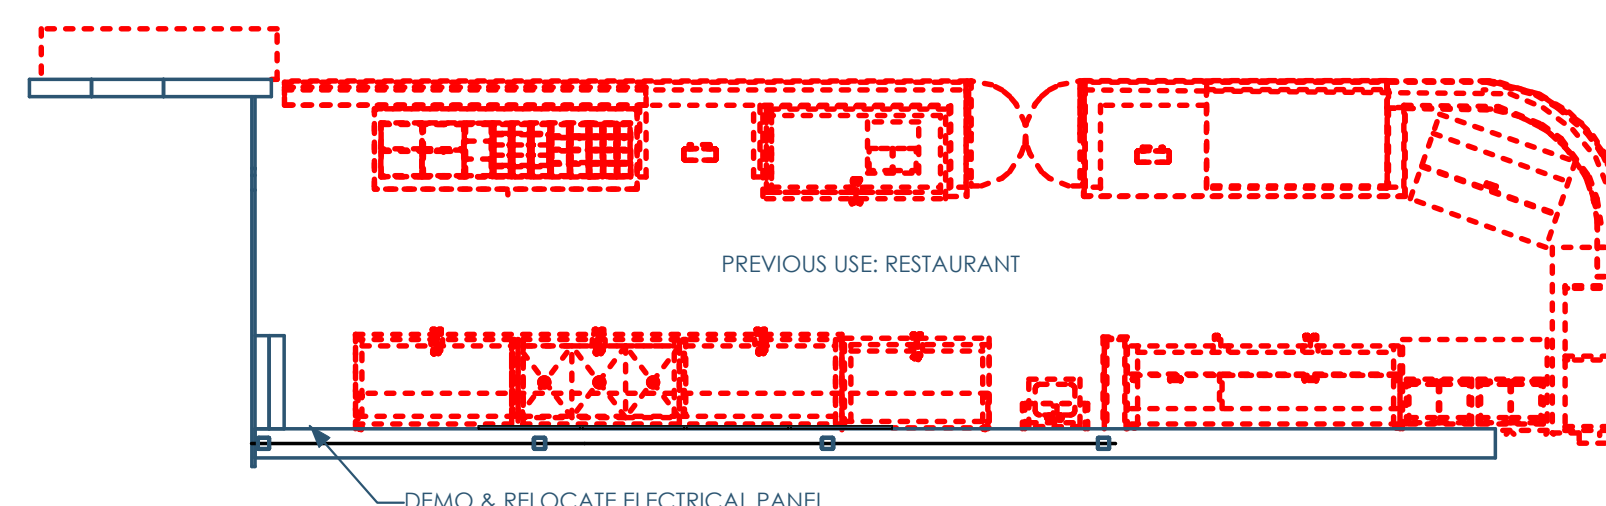 PREVIOUS USE: RESTAURANT
DEMO & RELOCATE ELECTRICAL PANEL